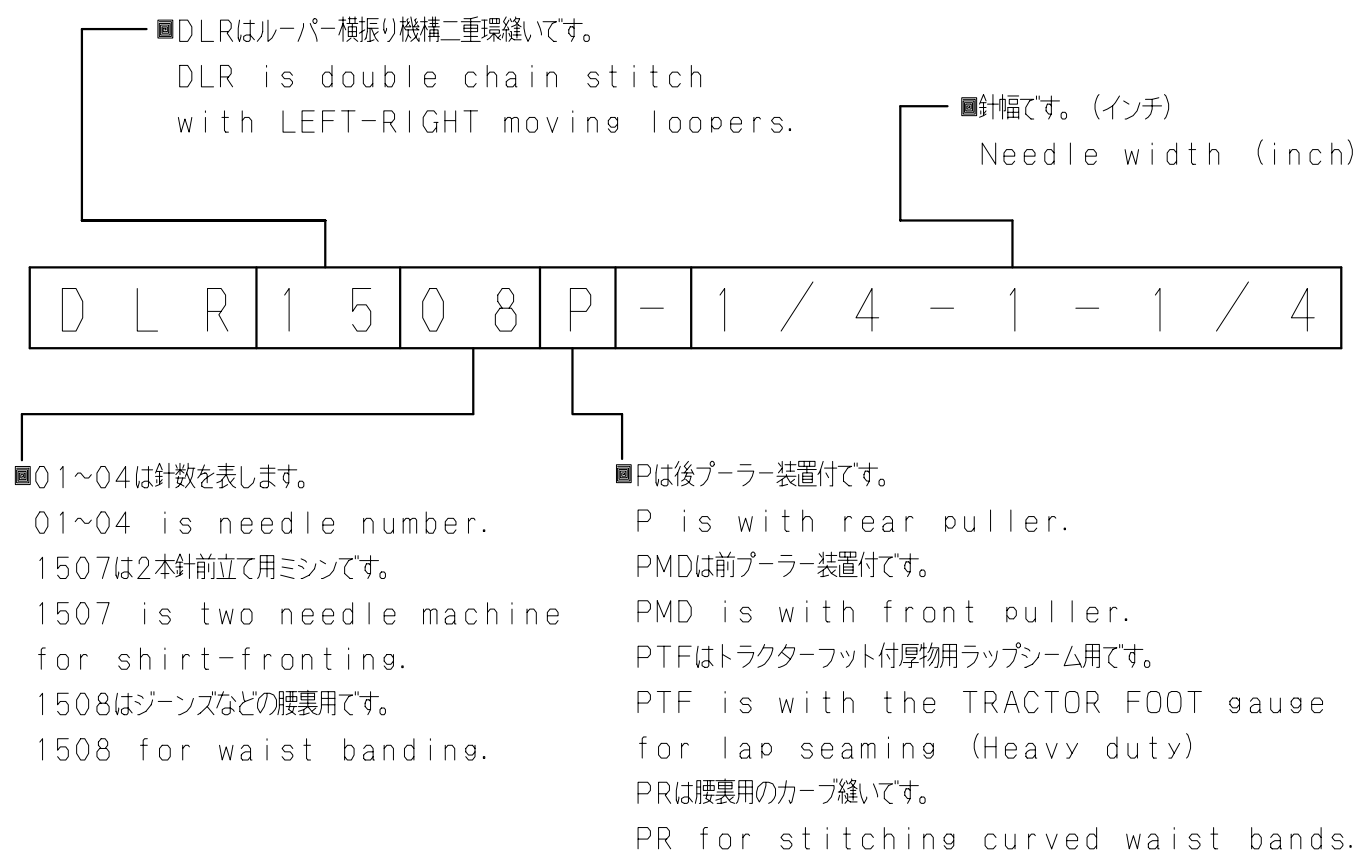 ▣DLRはルーパー横振り機構二重環縫いです。
DLR is double chain stitch
with LEFT-RIGHT moving loopers.
▣針幅です。(インチ)
Needle width (inch)
DLR1508P-1/4-1-1/4
▣01~04は針数を表します。
01~04 is needle number.
1507は2本針前立て用ミシンです。
1507 is two needle machine
for shirt-fronting.
1508はジーンズなどの腰裏用です。
1508 for waist banding.
▣Pは後プーラー装置付です。
P is with rear puller.
PMDは前プーラー装置付です。
PMD is with front puller.
PTFはトラクターフット付厚物用ラップシーム用です。
PTF is with the TRACTOR FOOT gauge
for lap seaming (Heavy duty)
PRは腰裏用のカーブ縫いです。
PR for stitching curved waist bands.